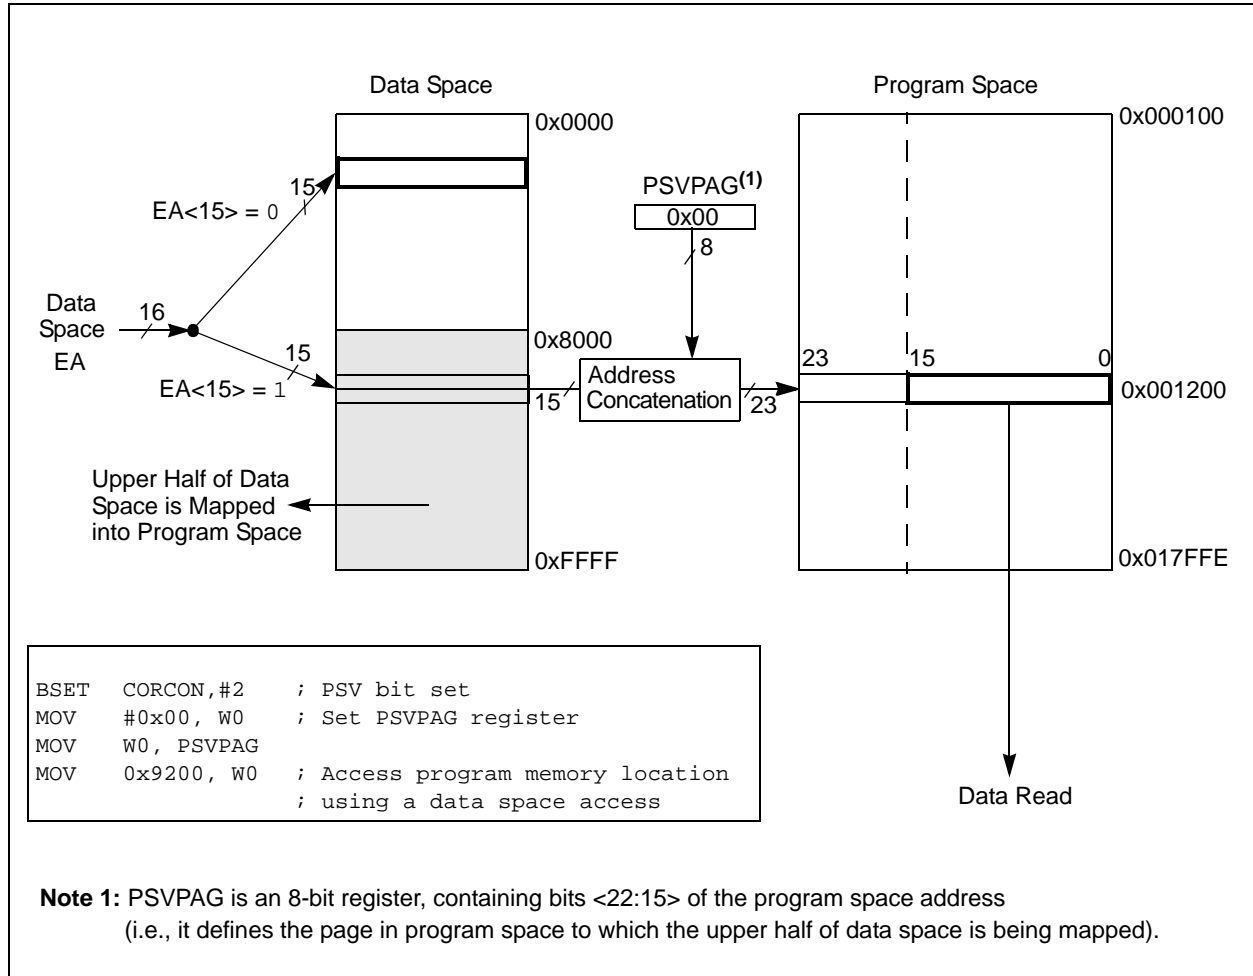 Data Space
Program Space
0x0000
0x000100
15
PSVPAG(1)
EA<15> = 0
0x00
8
Data
Space
EA
16
0x8000
15
EA<15> = 1
15
Address
Concatenation
23
23
15
0
0x001200
Upper Half of Data
Space is Mapped
into Program Space
0xFFFF
0x017FFE
BSET CORCON,#2 ; PSV bit set
MOV #0x00, W0 ; Set PSVPAG register
MOV W0, PSVPAG
MOV 0x9200, W0 ; Access program memory location
; using a data space access
Data Read
Note 1: PSVPAG is an 8-bit register, containing bits <22:15> of the program space address
(i.e., it defines the page in program space to which the upper half of data space is being mapped).